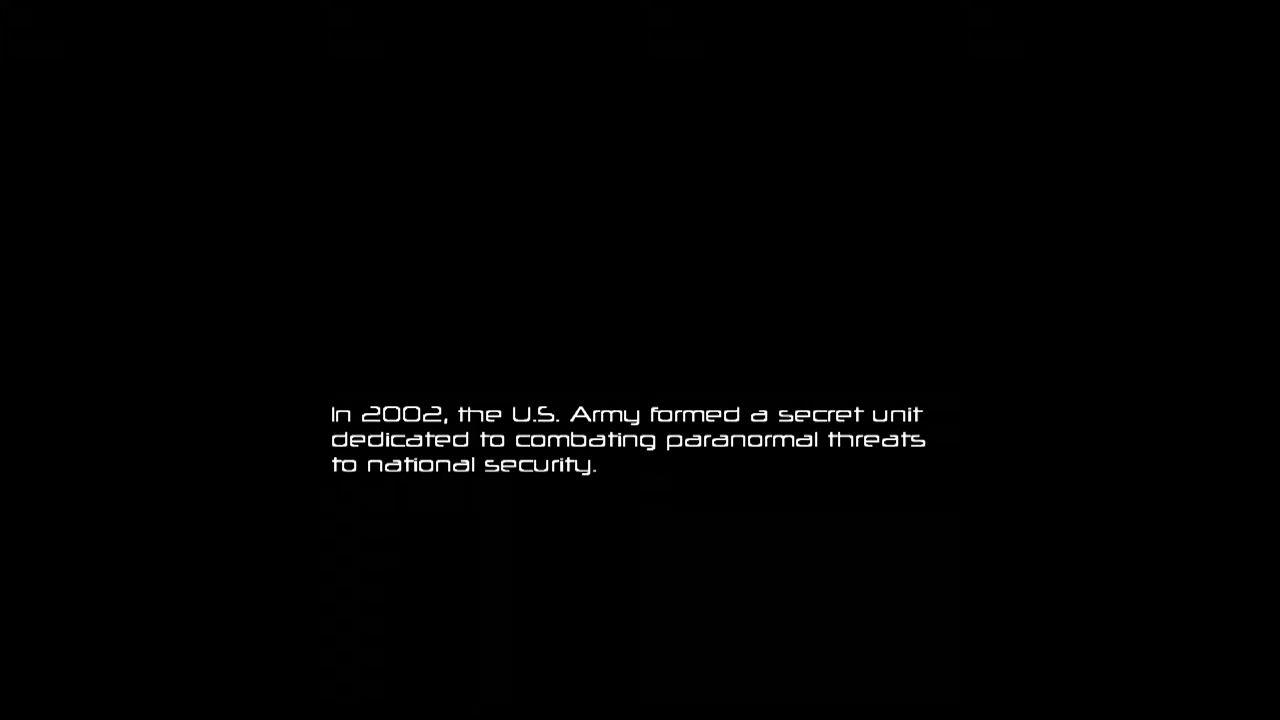 In 2002, the U.S. Army formed a secret unit
dedicated to combating paranormal threats
to national security.